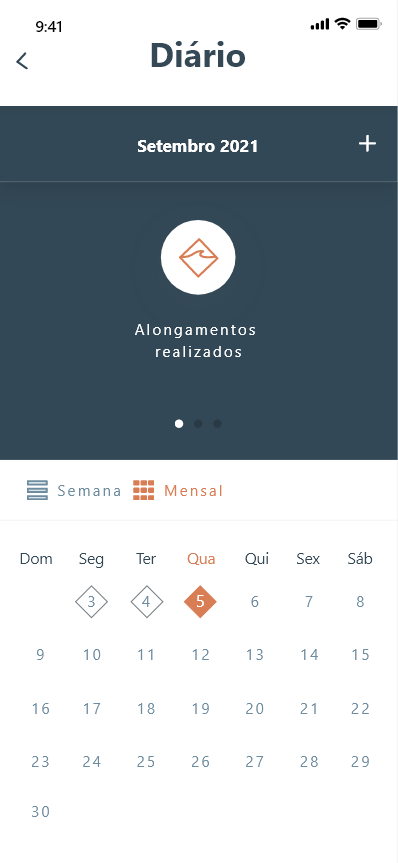 9:41
Diário
Setembro 2021
Alongamentos
realizados
Semana Mensal
Dom Seg Ter Qua Qui Sex Sáb
3 4 5 6 7 8
9 10 11 12 13 14 15
16 17 18 19 20 21 22
23 24 25 26 27 28 29
30